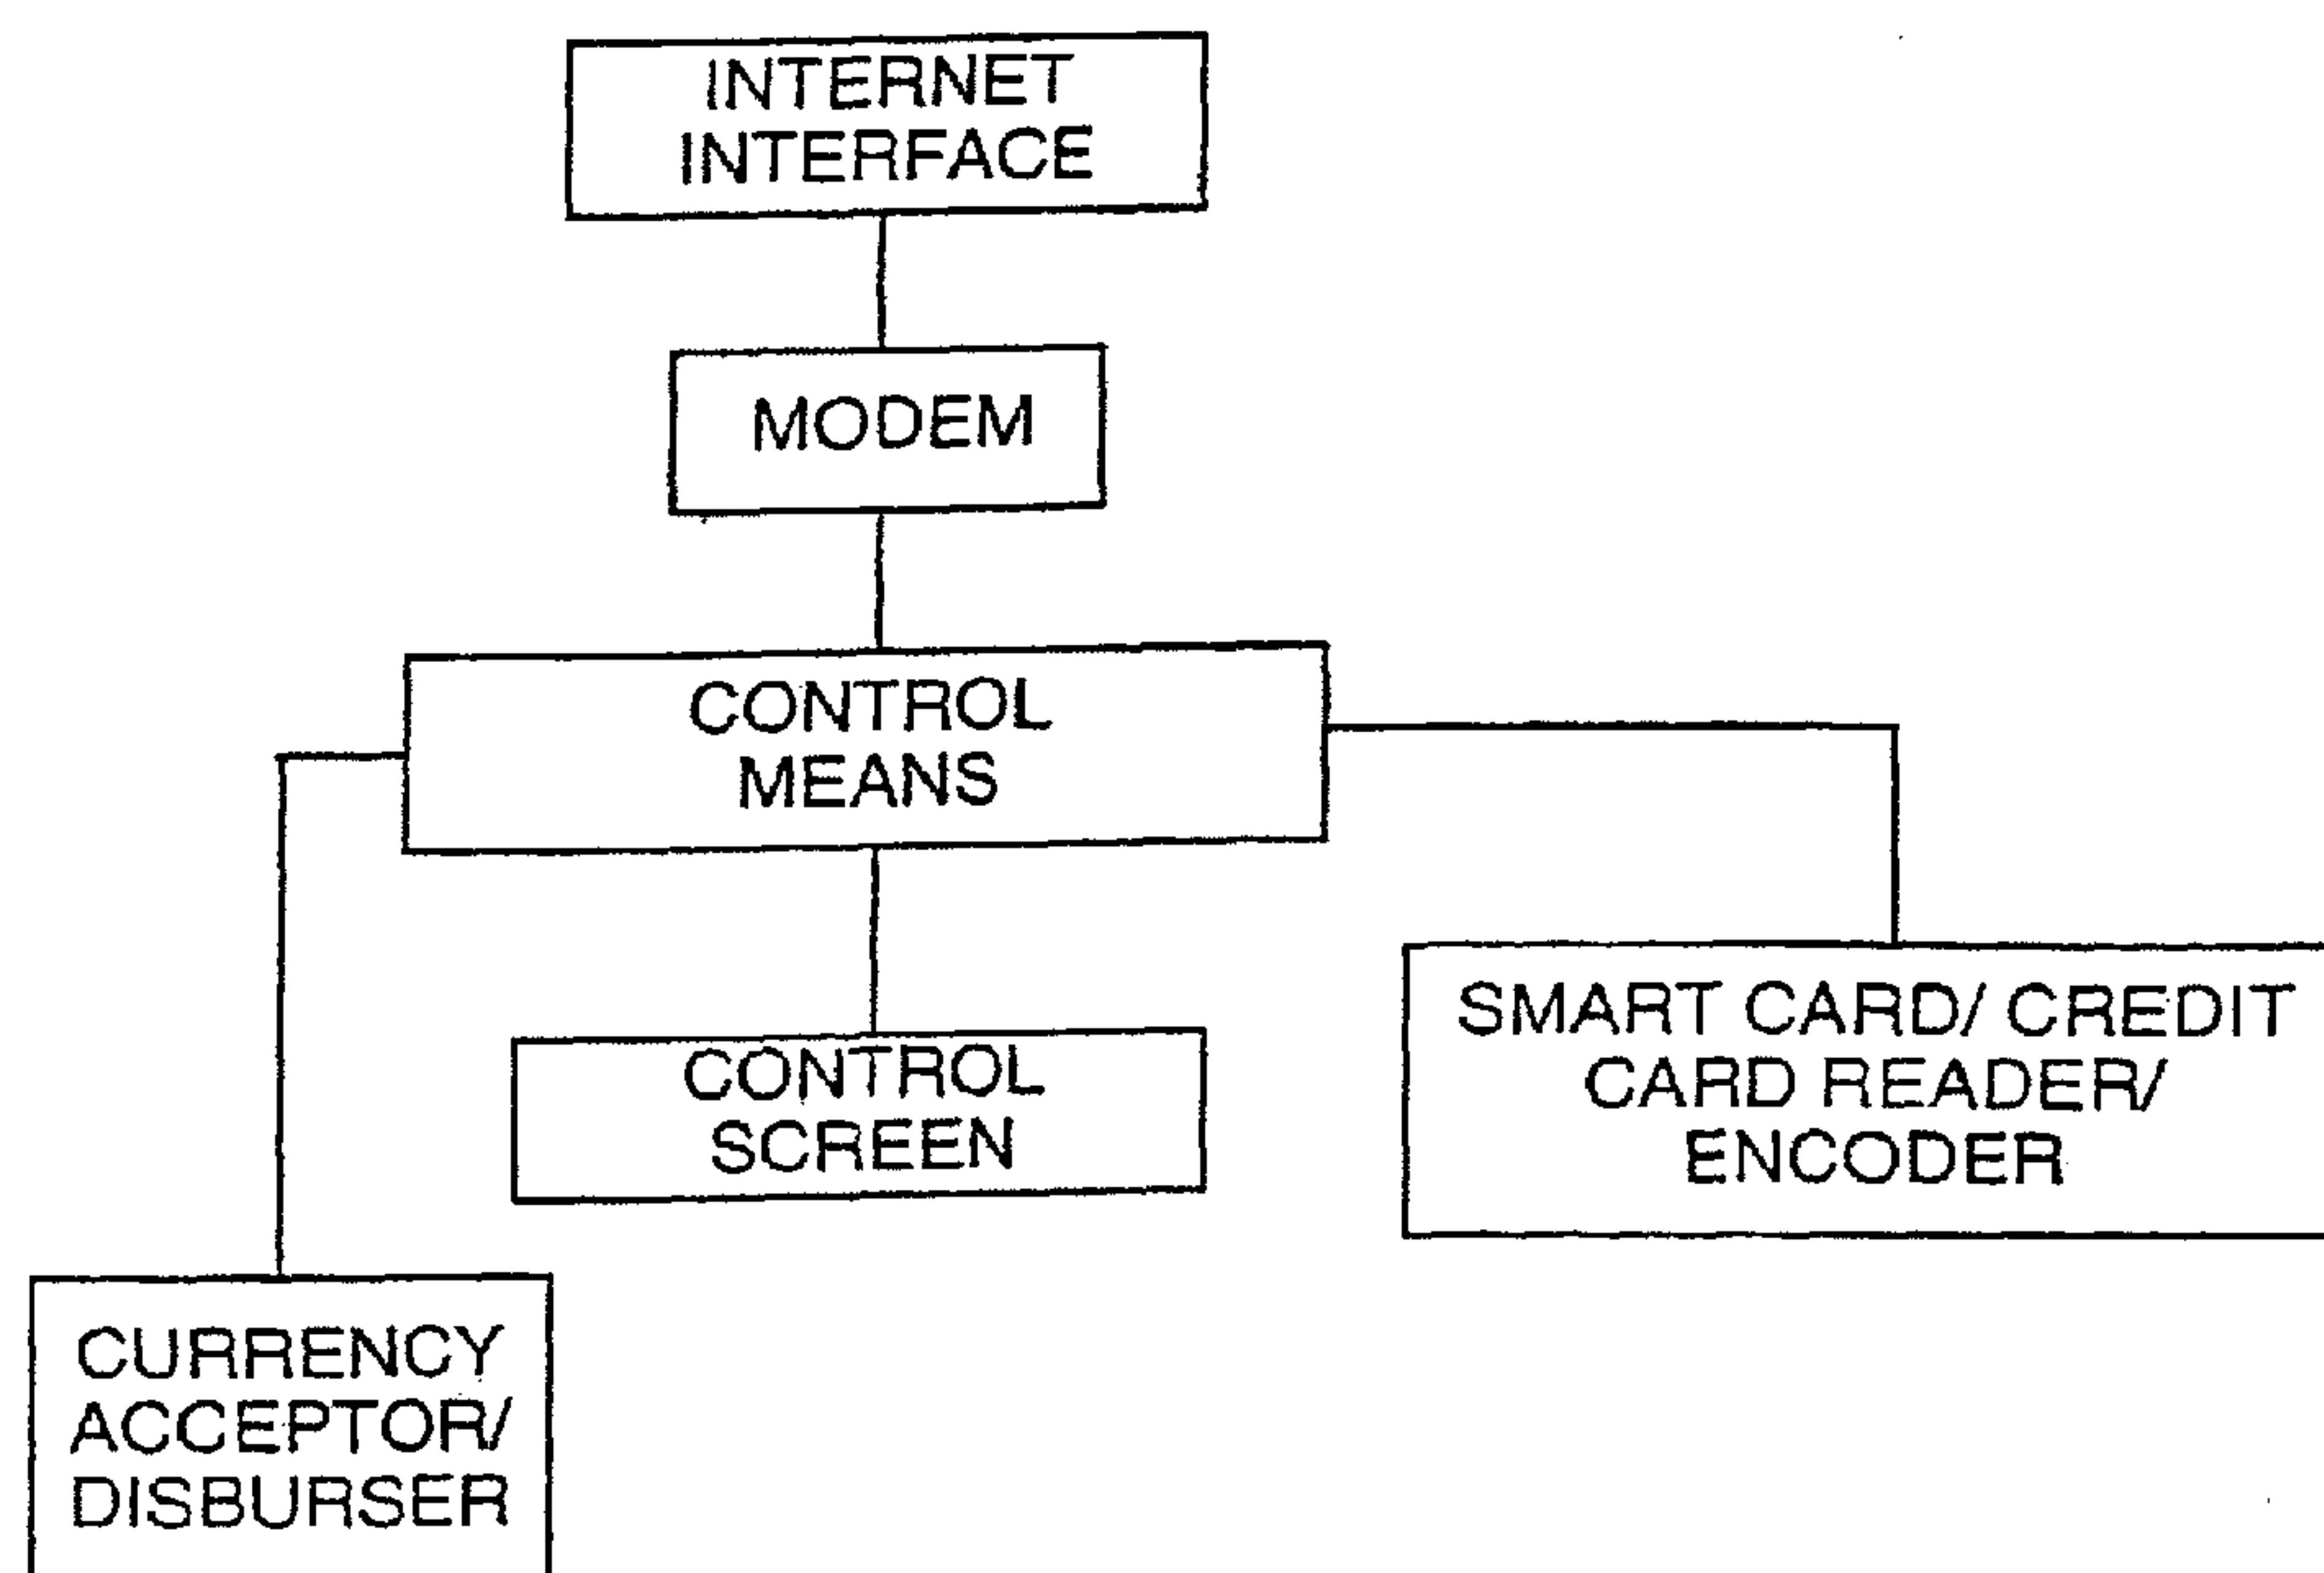 INTERNET
INTERFACE
MODEM
CONTROL
MEANS
CONTROL
SCREEN
SMART CARD/ CREDIT
CARD READER/
ENCODER
CURRENCY
ACCEPTOR/
DISBURSER